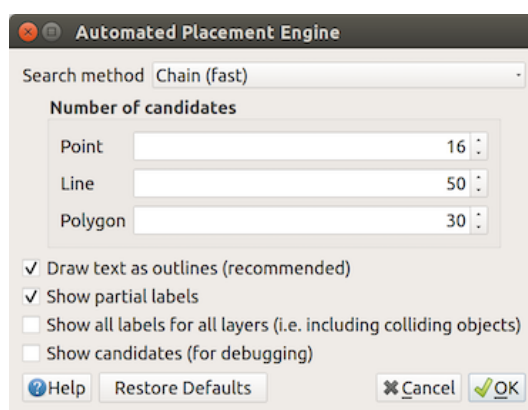 Automated Placement Engine
Search method Chain (fast)
Number of candidates
Point 16
Line 50
Polygon 30
Draw text as outlines (recommended)
Show partial labels
Show all labels for all layers (i.e. including colliding objects)
Show candidates (for debugging)
Help Restore Defaults Cancel OK